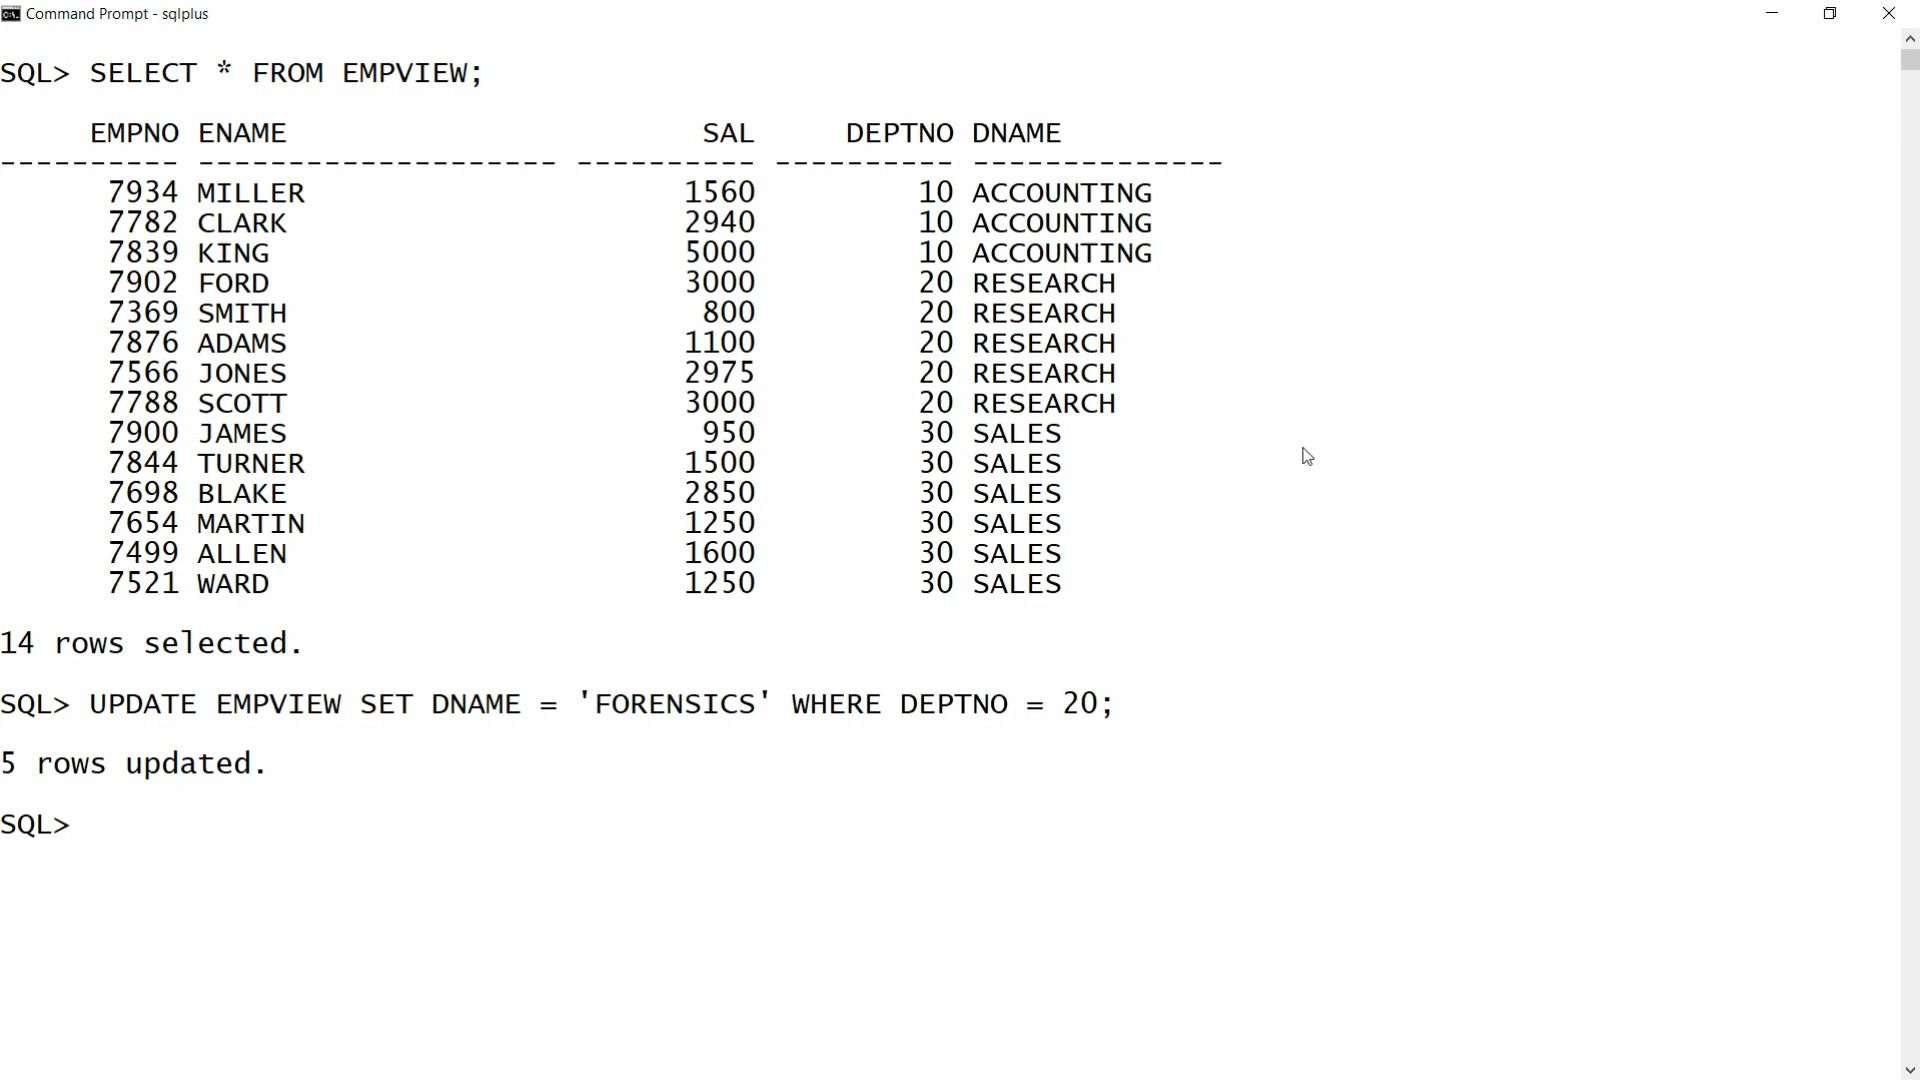 Command Prompt - sqlplus
SQL> SELECT * FROM EMPVIEW;
EMPNO ENAME SAL DEPTNO DNAME
---------- -------------------- ---------- ---------- --------------
7934 MILLER 1560 10 ACCOUNTING
7782 CLARK 2940 10 ACCOUNTING
7839 KING 5000 10 ACCOUNTING
7902 FORD 3000 20 RESEARCH
7369 SMITH 800 20 RESEARCH
7876 ADAMS 1100 20 RESEARCH
7566 JONES 2975 20 RESEARCH
7788 SCOTT 3000 20 RESEARCH
7900 JAMES 950 30 SALES
7844 TURNER 1500 30 SALES
7698 BLAKE 2850 30 SALES
7654 MARTIN 1250 30 SALES
7499 ALLEN 1600 30 SALES
7521 WARD 1250 30 SALES
14 rows selected.
SQL> UPDATE EMPVIEW SET DNAME = 'FORENSICS' WHERE DEPTNO = 20;
5 rows updated.
SQL>